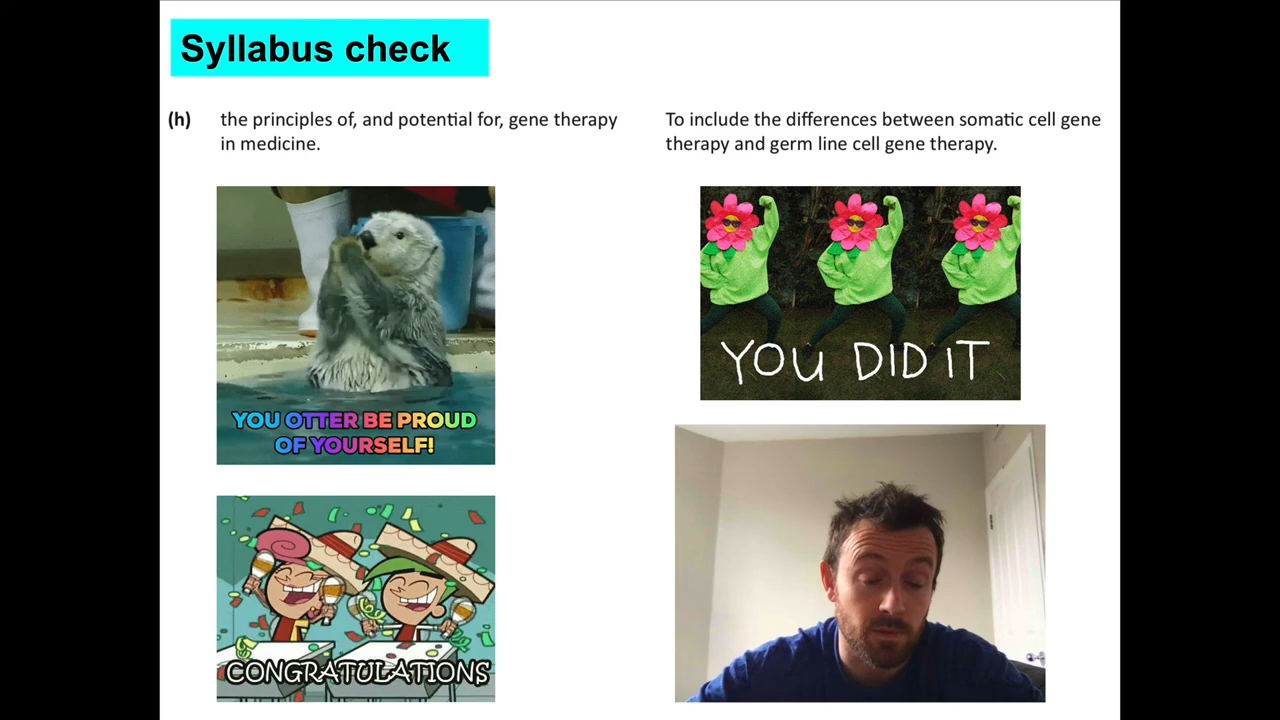 Syllabus check
(h) the principles of, and potential for, gene therapy
in medicine.
To include the differences between somatic cell gene
therapy and germ line cell gene therapy.
YOU OTTER BE PROUD
OF YOURSELF!
YOU DID IT
CONGRATULATIONS